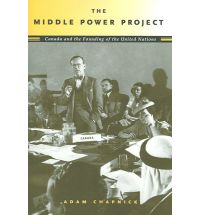 THE
MIDDLE POWER PROJECT
Canada and the Founding of the United Nations
CANADA
ADAM CHAPNICK